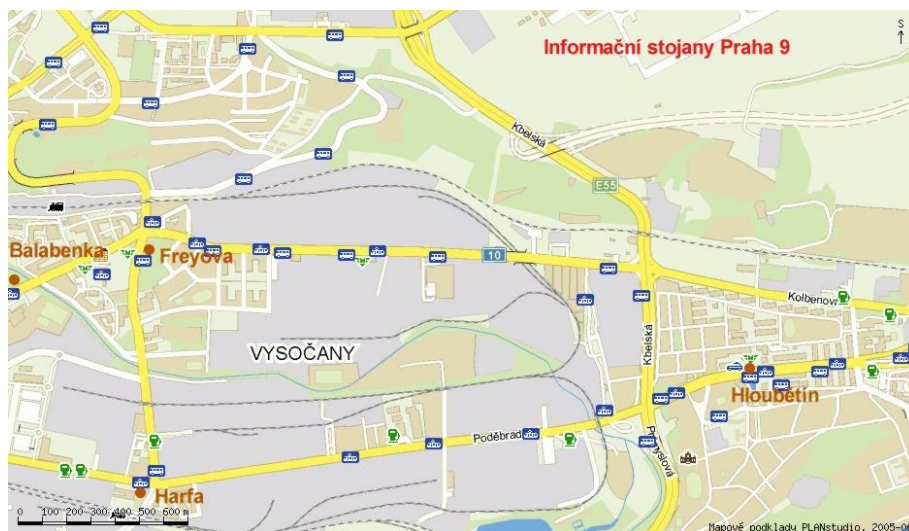 Informační stojany Praha 9
S
Kbelská
E55
Balabenka
Freyova
10
Kolbenova
VYSOČANY
Kbelská
Hloubětín
Poděbrad
Harfa
0 100 200 300 400 500 600 m
Mapové podklady PLANstudio, 2005-